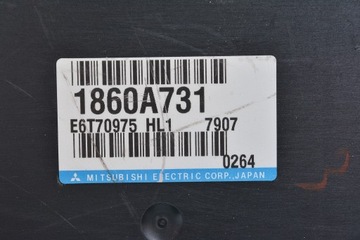 1860A731
E6T70975 HL1 7907
0264
MITSUBISHI ELECTRIC CORP., JAPAN